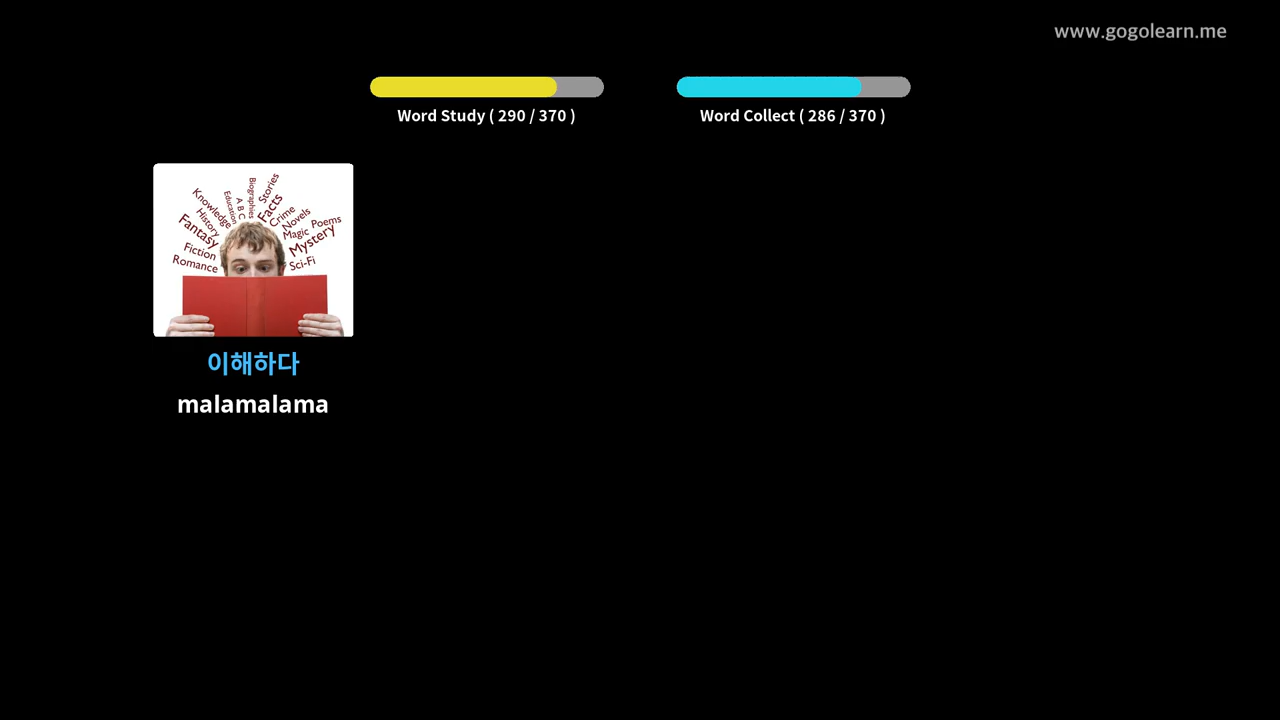 www.gogolearn.me
Word Study ( 290 / 370 )
Word Collect ( 286 / 370 )
Knowledge
History
Fantasy
Fiction
Romance
Education
A B C
Biographies
Stories
Facts
Crime
Novels
Magic
Poems
Mystery
Sci-Fi
이해하다
malamalama